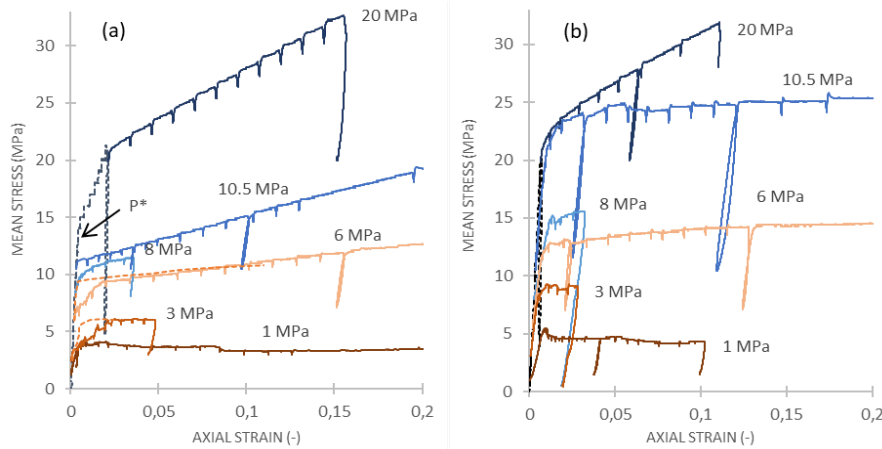 (a)
20 MPa
30
25
20
15
10
5
0
MEAN STRESS (MPa)
P*
10.5 MPa
8 MPa
6 MPa
3 MPa
1 MPa
0
0,05
0,1
0,15
0,2
AXIAL STRAIN (-)
(b)
20 MPa
30
25
20
15
10
5
0
MEAN STRESS (MPa)
10.5 MPa
8 MPa
6 MPa
3 MPa
1 MPa
0
0,05
0,1
0,15
0,2
AXIAL STRAIN (-)